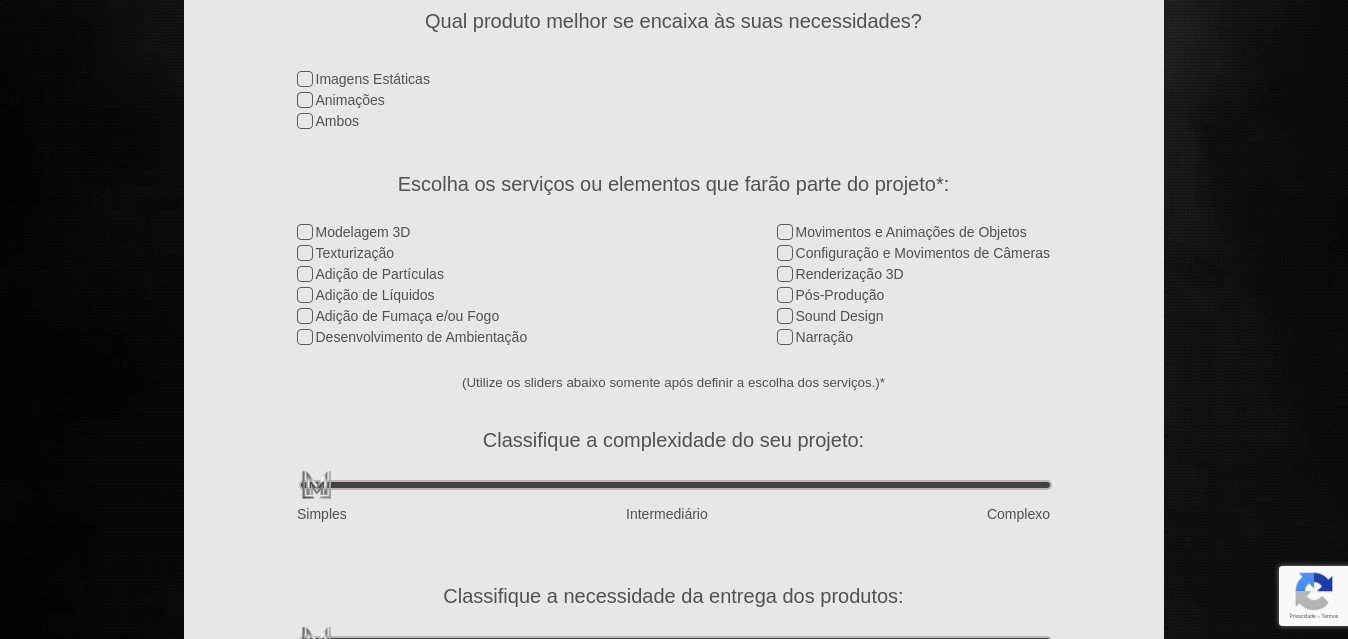 Qual produto melhor se encaixa às suas necessidades?
Imagens Estáticas
Animações
Ambos
Escolha os serviços ou elementos que farão parte do projeto*:
Modelagem 3D
Texturização
Adição de Partículas
Adição de Líquidos
Adição de Fumaça e/ou Fogo
Desenvolvimento de Ambientação
Movimentos e Animações de Objetos
Configuração e Movimentos de Câmeras
Renderização 3D
Pós-Produção
Sound Design
Narração
(Utilize os sliders abaixo somente após definir a escolha dos serviços.)*
Classifique a complexidade do seu projeto:
Simples
Intermediário
Complexo
Classifique a necessidade da entrega dos produtos:
Privacidade - Termos